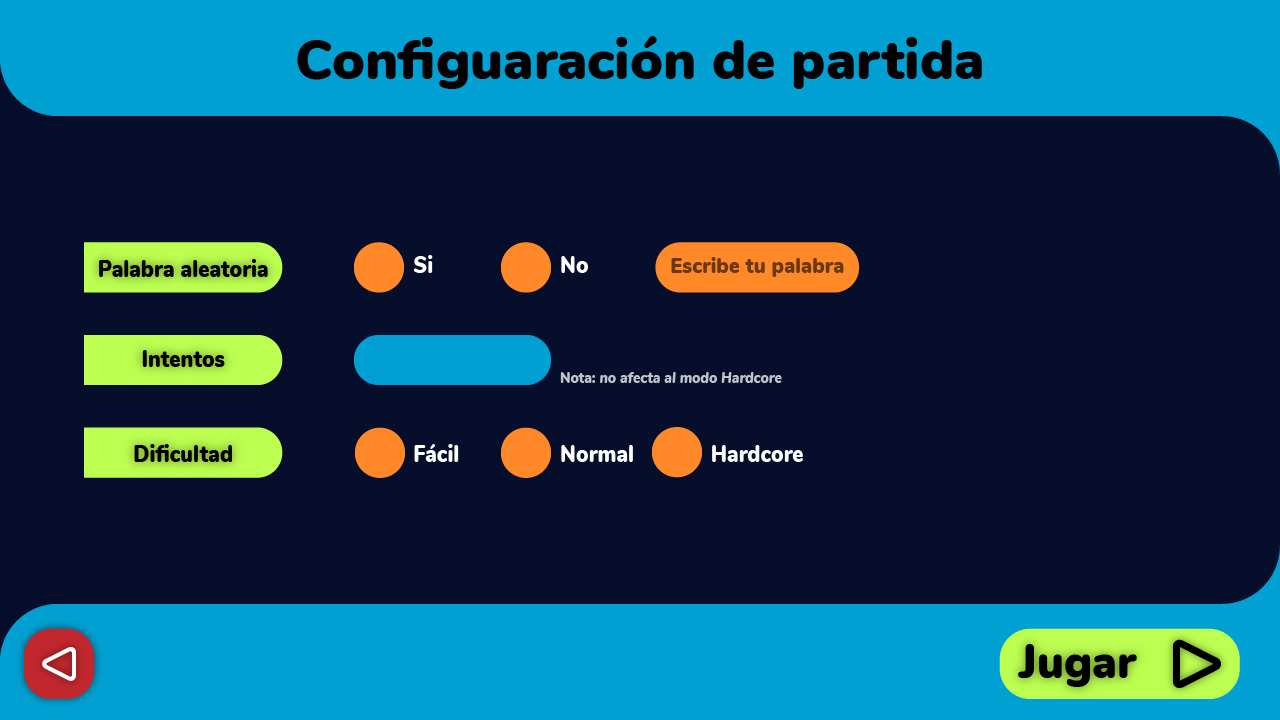 Configuaración de partida
Palabra aleatoria
Si
No
Escribe tu palabra
Intentos
Nota: no afecta al modo Hardcore
Dificultad
Fácil
Normal
Hardcore
Jugar